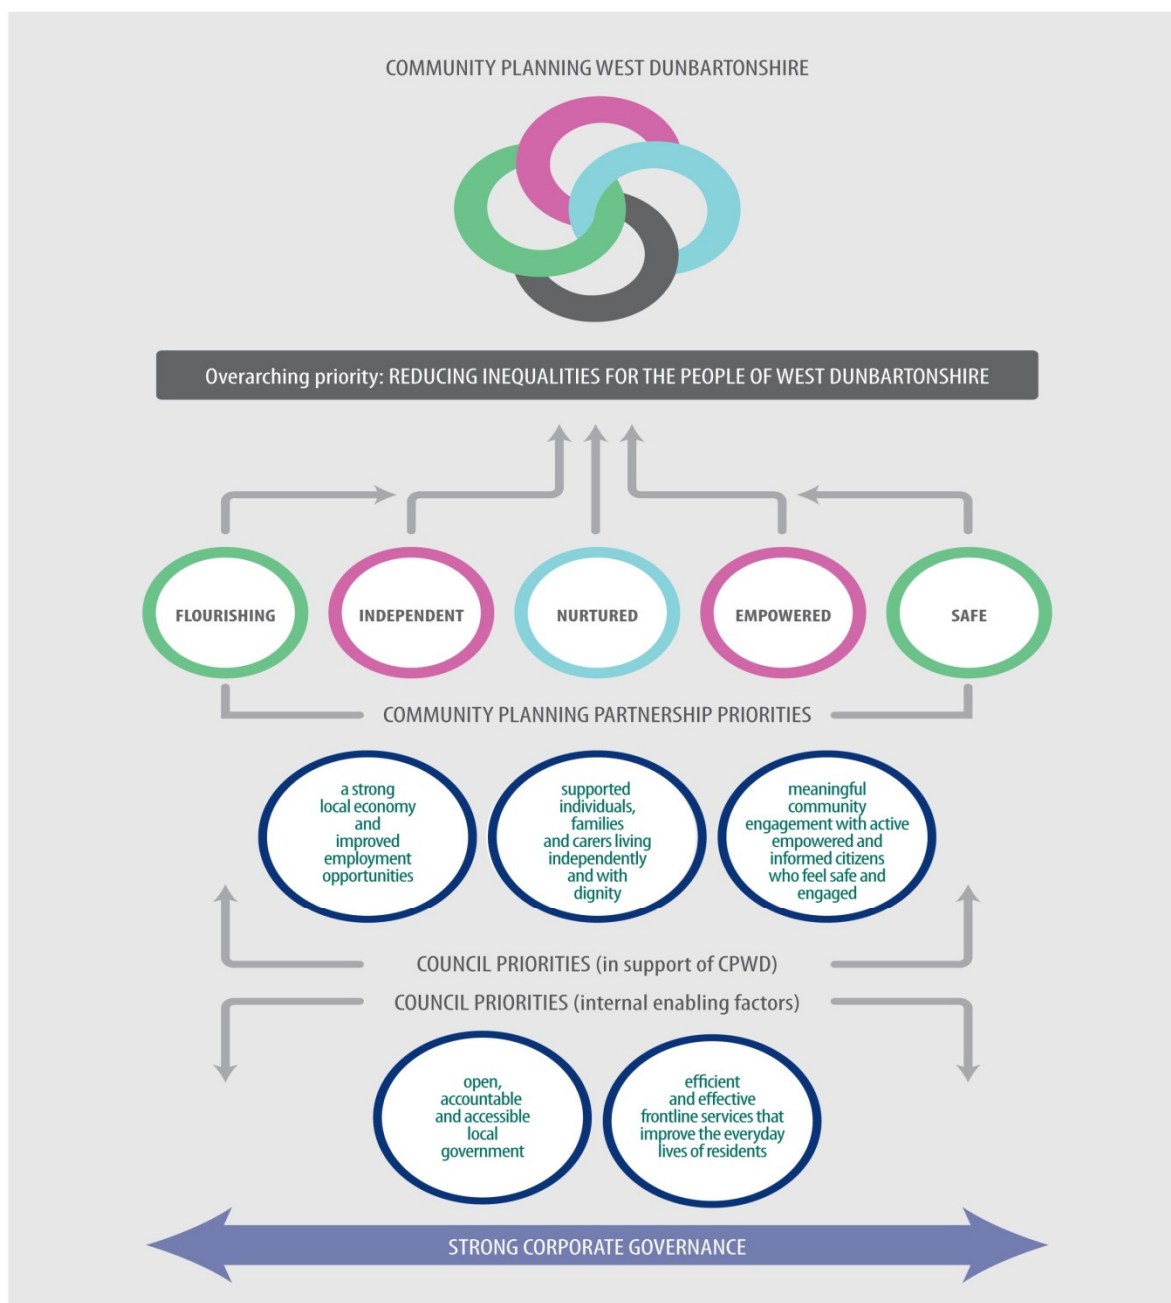 COMMUNITY PLANNING WEST DUNBARTONSHIRE
Overarching priority: REDUCING INEQUALITIES FOR THE PEOPLE OF WEST DUNBARTONSHIRE
FLOURISHING
INDEPENDENT
NURTURED
EMPOWERED
SAFE
COMMUNITY PLANNING PARTNERSHIP PRIORITIES
a strong
local economy
and
improved
employment
opportunities
supported
individuals,
families
and carers living
independently
and with
dignity
meaningful
community
engagement with active
empowered and
informed citizens
who feel safe and
engaged
COUNCIL PRIORITIES (in support of CPWD)
COUNCIL PRIORITIES (internal enabling factors)
open,
accountable
and accessible
local
government
efficient
and effective
frontline services that
improve the everyday
lives of residents
STRONG CORPORATE GOVERNANCE